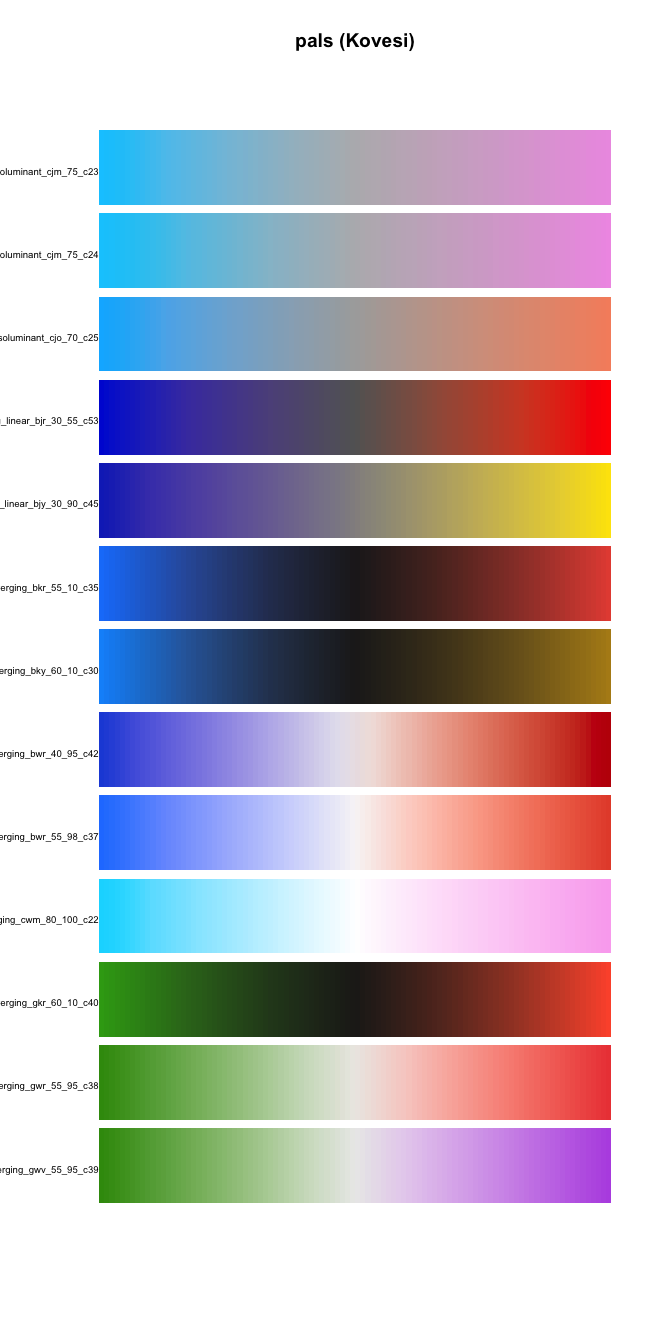 pals (Kovesi)
oluminant_cjm_75_c23
oluminant_cjm_75_c24
soluminant_cjo_70_c25
_linear_bjr_30_55_c53
_linear_bjy_30_90_c45
erging_bkr_55_10_c35
erging_bky_60_10_c30
erging_bwr_40_95_c42
erging_bwr_55_98_c37
ging_cwm_80_100_c22
erging_gkr_60_10_c40
erging_gwr_55_95_c38
erging_gwv_55_95_c39